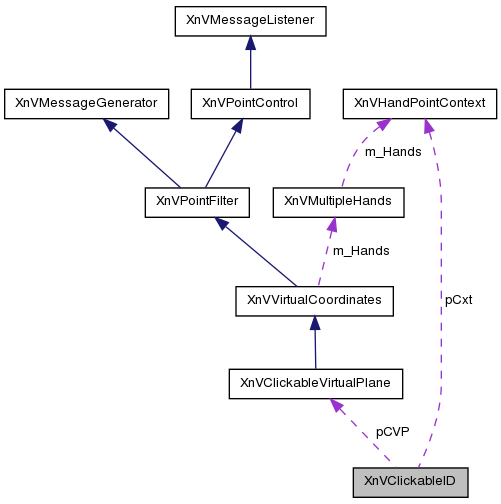 XnVMessageListener
XnVMessageGenerator
XnVPointControl
XnVHandPointContext
m_Hands
XnVPointFilter
XnVMultipleHands
m_Hands
XnVVirtualCoordinates
pCxt
XnVClickableVirtualPlane
pCVP
XnVClickableID